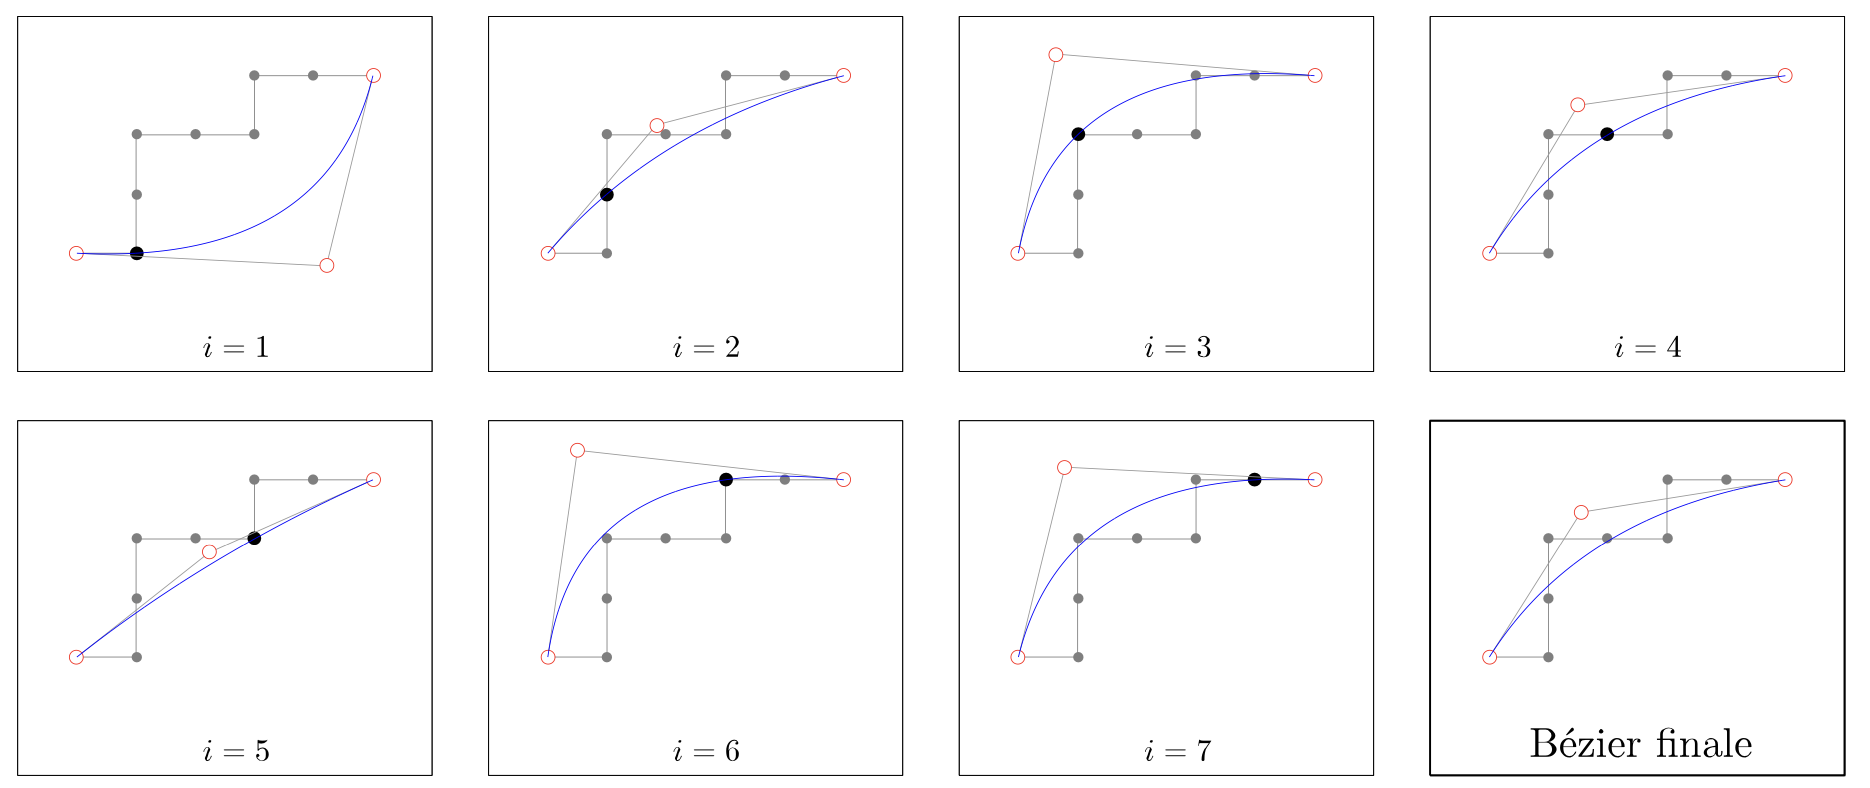 i = 1
i = 2
i = 3
i = 4
i = 5
i = 6
i = 7
Bézier finale